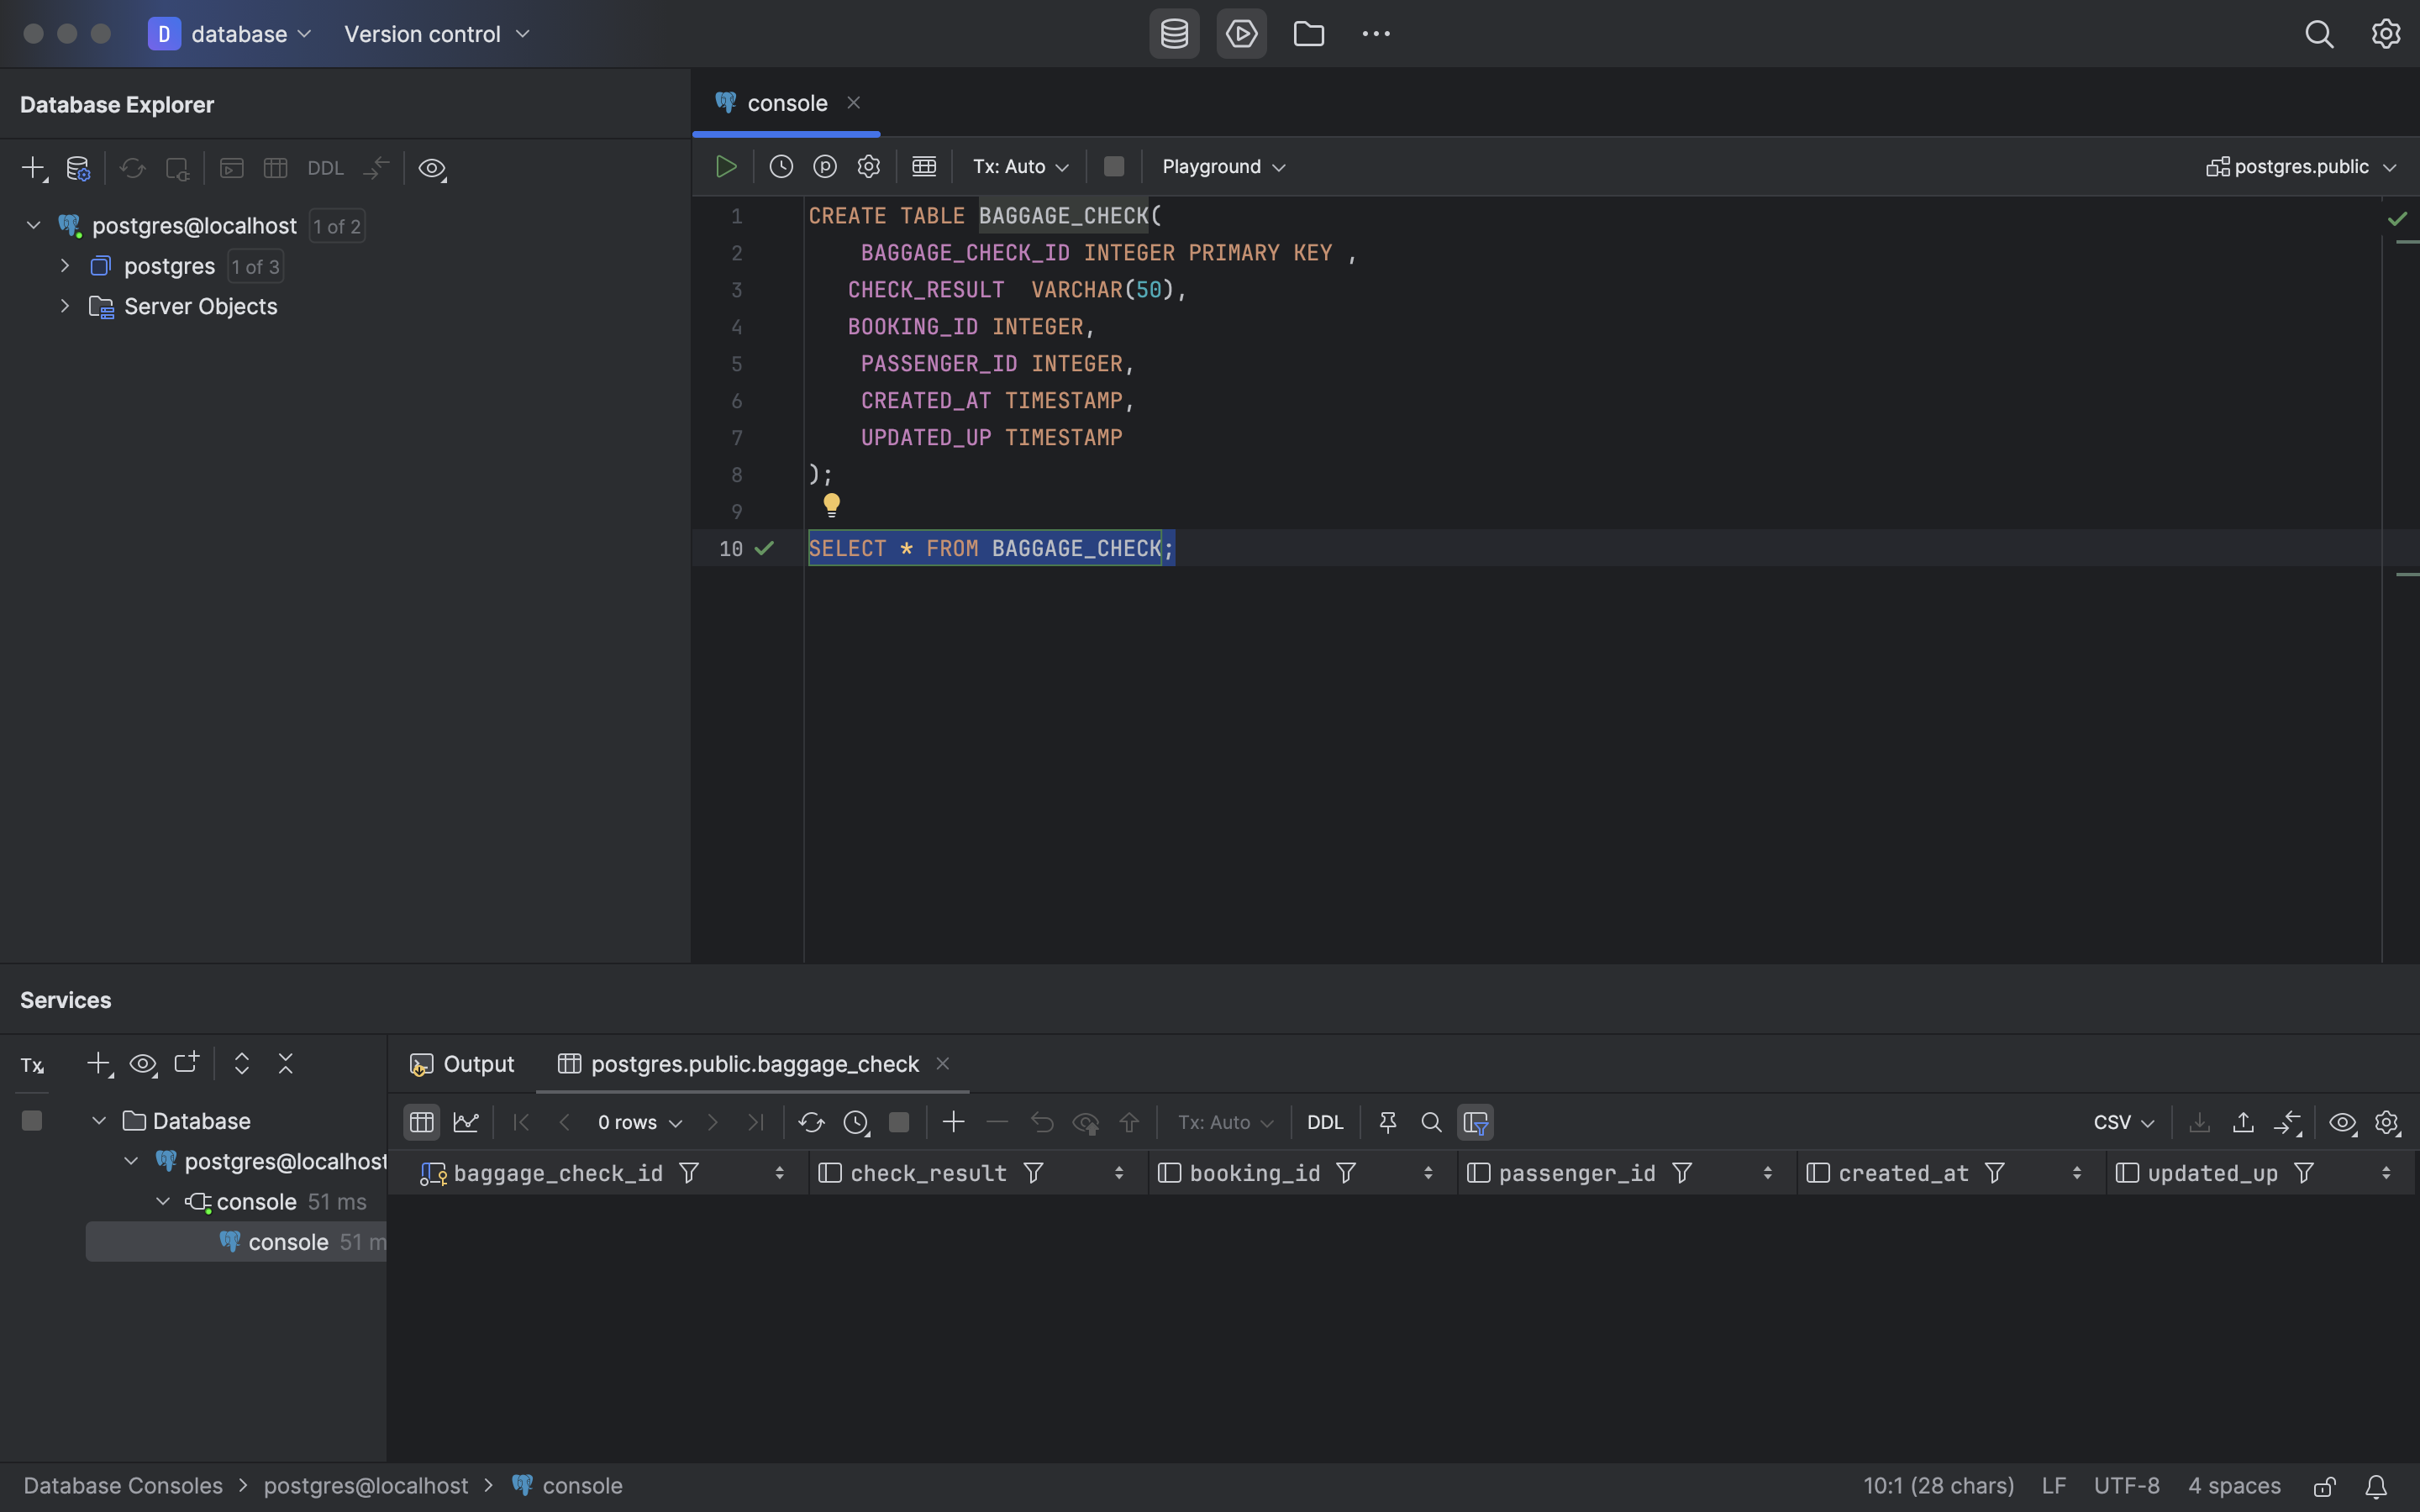 D database Version control
Database Explorer
DDL
postgres@localhost 1 of 2
postgres 1 of 3
Server Objects
console
Tx: Auto Playground postgres.public
1 CREATE TABLE BAGGAGE_CHECK(
2 BAGGAGE_CHECK_ID INTEGER PRIMARY KEY ,
3 CHECK_RESULT VARCHAR(50),
4 BOOKING_ID INTEGER,
5 PASSENGER_ID INTEGER,
6 CREATED_AT TIMESTAMP,
7 UPDATED_UP TIMESTAMP
8 );
9
10 SELECT * FROM BAGGAGE_CHECK;
Services
Tx
Database
postgres@localhost
console 51 ms
console 51 m
Output postgres.public.baggage_check
0 rows Tx: Auto DDL CSV
baggage_check_id check_result booking_id passenger_id created_at updated_up
Database Consoles > postgres@localhost > console 10:1 (28 chars) LF UTF-8 4 spaces